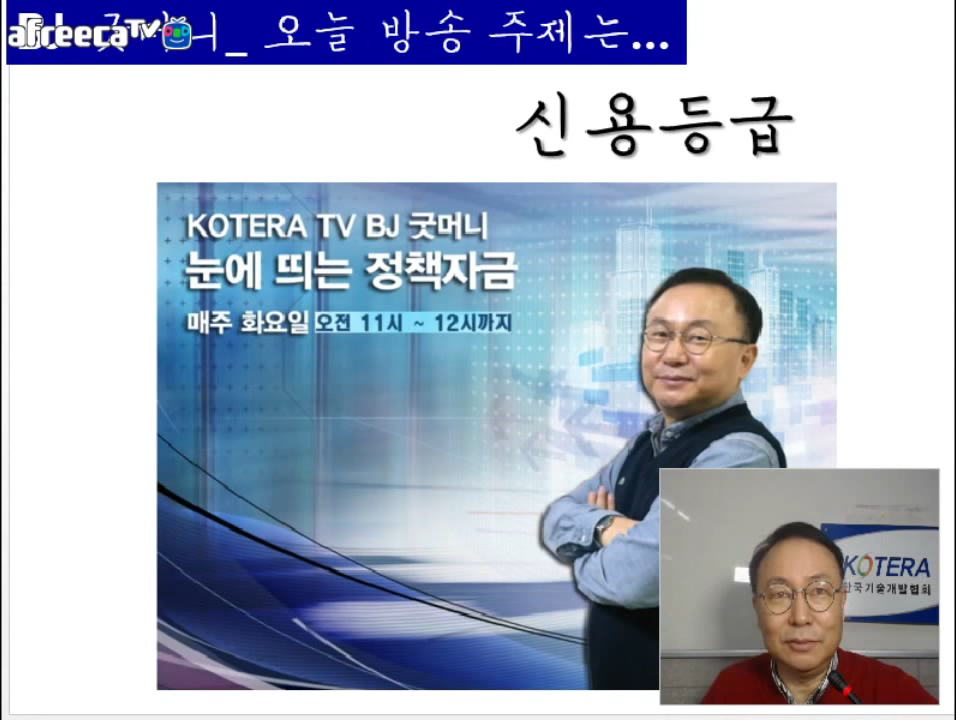 afreecaTV
니_ 오늘 방송 주제는...
신용등급
KOTERA TV BJ 굿머니
눈에 띄는 정책자금
매주 화요일 오전 11시 ~ 12시까지
KOTERA
한국기술개발협회